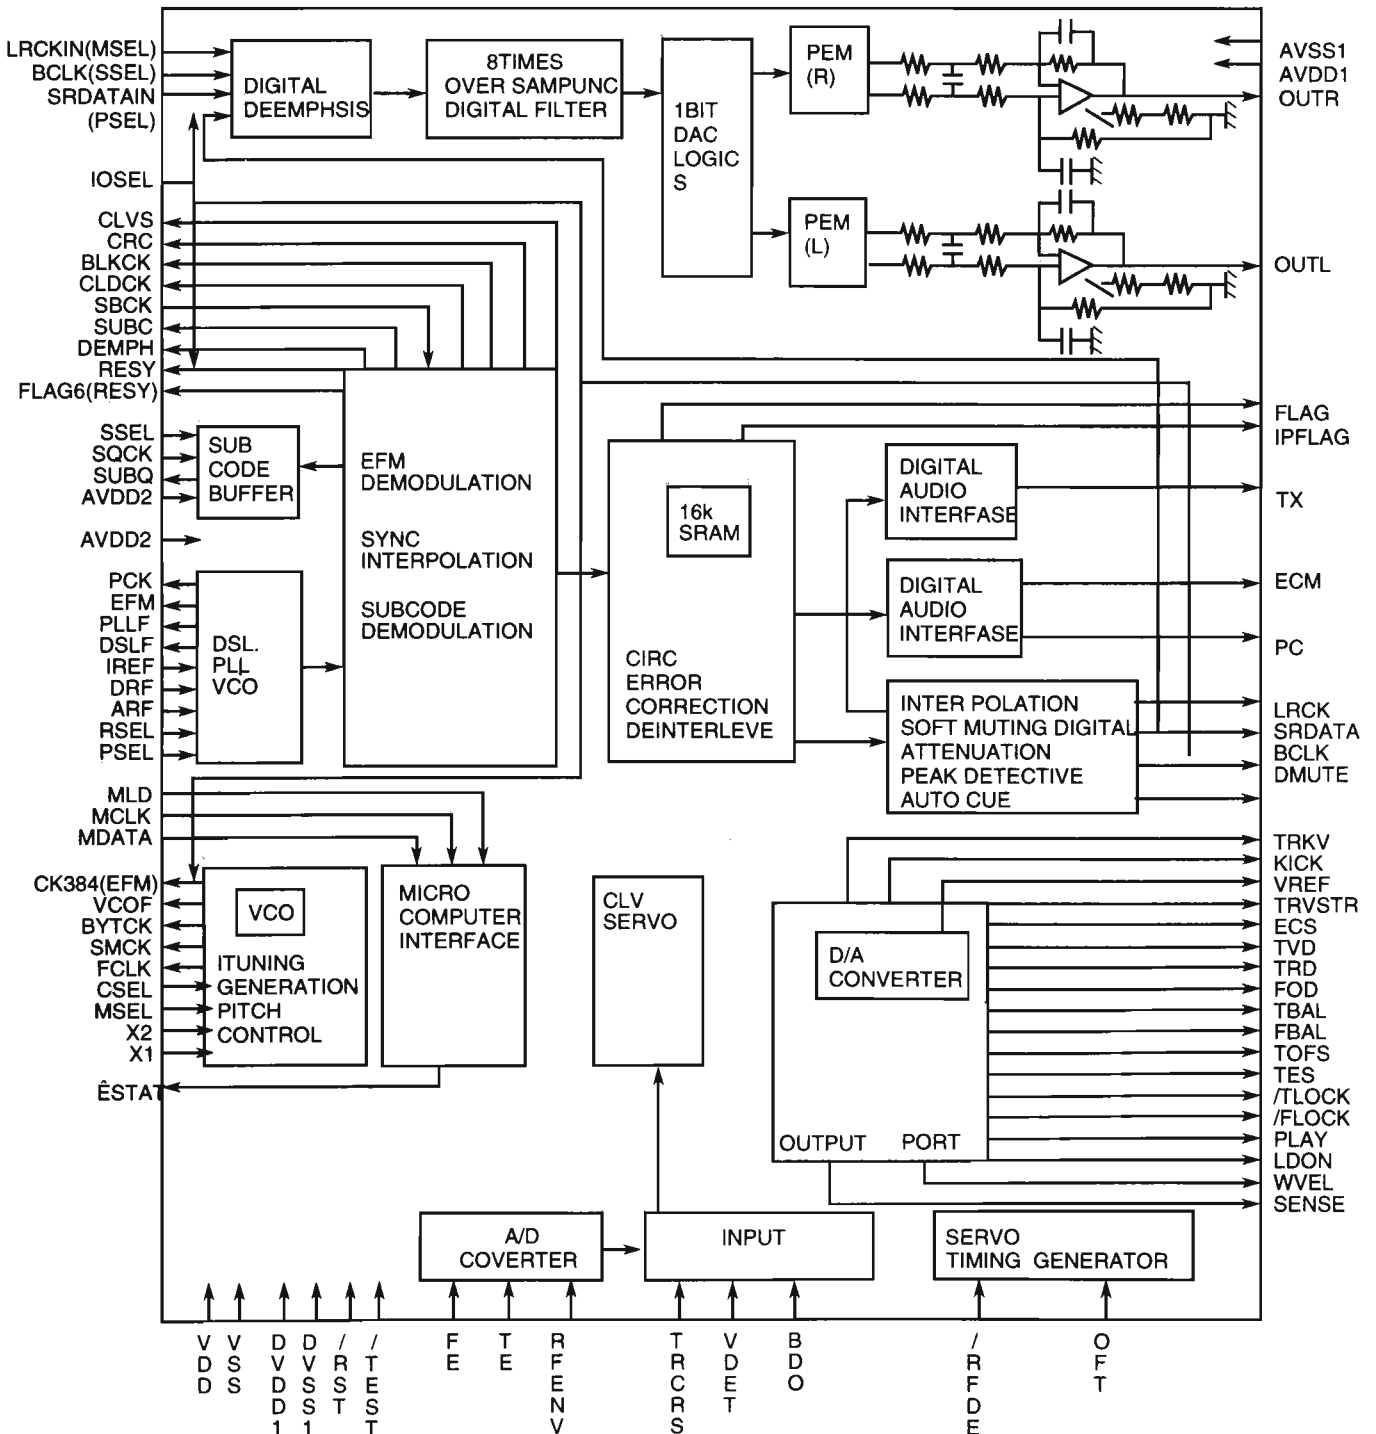 LRCKIN(MSEL)
BCLK(SSEL)
SRDATAIN
(PSEL)
IOSEL
CLVS
CRC
BLKCK
CLDCK
SBCK
SUBC
DEMPH
RESY
FLAG6(RESY)
SSEL
SQCK
SUBQ
AVDD2
AVDD2
PCK
EFM
PLLF
DSLF
IREF
DRF
ARF
RSEL
PSEL
MLD
MCLK
MDATA
CK384(EFM)
VCOF
BYTCK
SMCK
FCLK
CSEL
MSEL
X2
X1
ÊSTAT
DIGITAL
DEEMPHSIS
8TIMES
OVER SAMPUNC
DIGITAL FILTER
1BIT
DAC
LOGIC
S
PEM
(R)
PEM
(L)
SUB
CODE
BUFFER
EFM
DEMODULATION
SYNC
INTERPOLATION
SUBCODE
DEMODULATION
DSL.
PLL
VCO
16k
SRAM
CIRC
ERROR
CORRECTION
DEINTERLEVE
DIGITAL
AUDIO
INTERFASE
DIGITAL
AUDIO
INTERFASE
INTER POLATION
SOFT MUTING DIGITAL
ATTENUATION
PEAK DETECTIVE
AUTO CUE
VCO
ITUNING
GENERATION
PITCH
CONTROL
MICRO
COMPUTER
INTERFACE
CLV
SERVO
D/A
CONVERTER
OUTPUT PORT
A/D
COVERTER
INPUT
SERVO
TIMING GENERATOR
AVSS1
AVDD1
OUTR
OUTL
FLAG
IPFLAG
TX
ECM
PC
LRCK
SRDATA
BCLK
DMUTE
TRKV
KICK
VREF
TRVSTR
ECS
TVD
TRD
FOD
TBAL
FBAL
TOFS
TES
/TLOCK
/FLOCK
PLAY
LDON
WVEL
SENSE
VDD
VSS
DVDD1
DVSS1
/RST
/TEST
FE
TE
RFENV
TRCRS
VDET
BDO
/RFDE
OFT